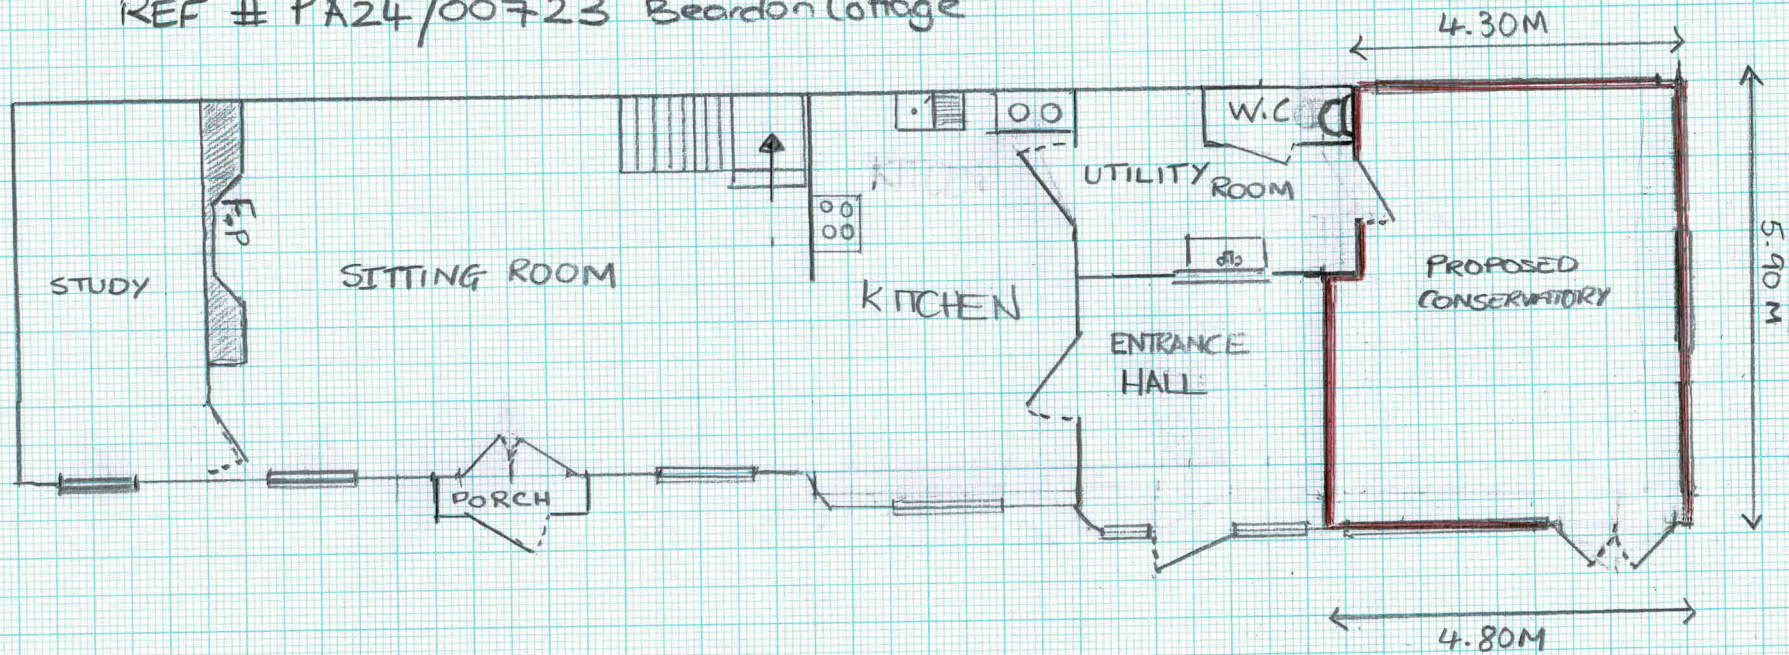 REF # PA24/00723 Beardon Cottage
4.30M
W.C
UTILITY ROOM
F.P
5.90M
STUDY
SITTING ROOM
KITCHEN
PROPOSED
CONSERVATORY
ENTRANCE
HALL
PORCH
4.80M